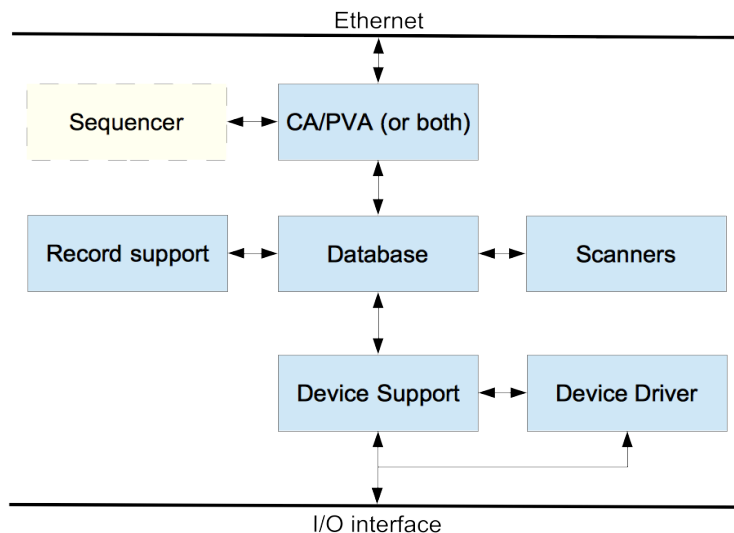 Ethernet
Sequencer
CA/PVA (or both)
Record support
Database
Scanners
Device Support
Device Driver
I/O interface